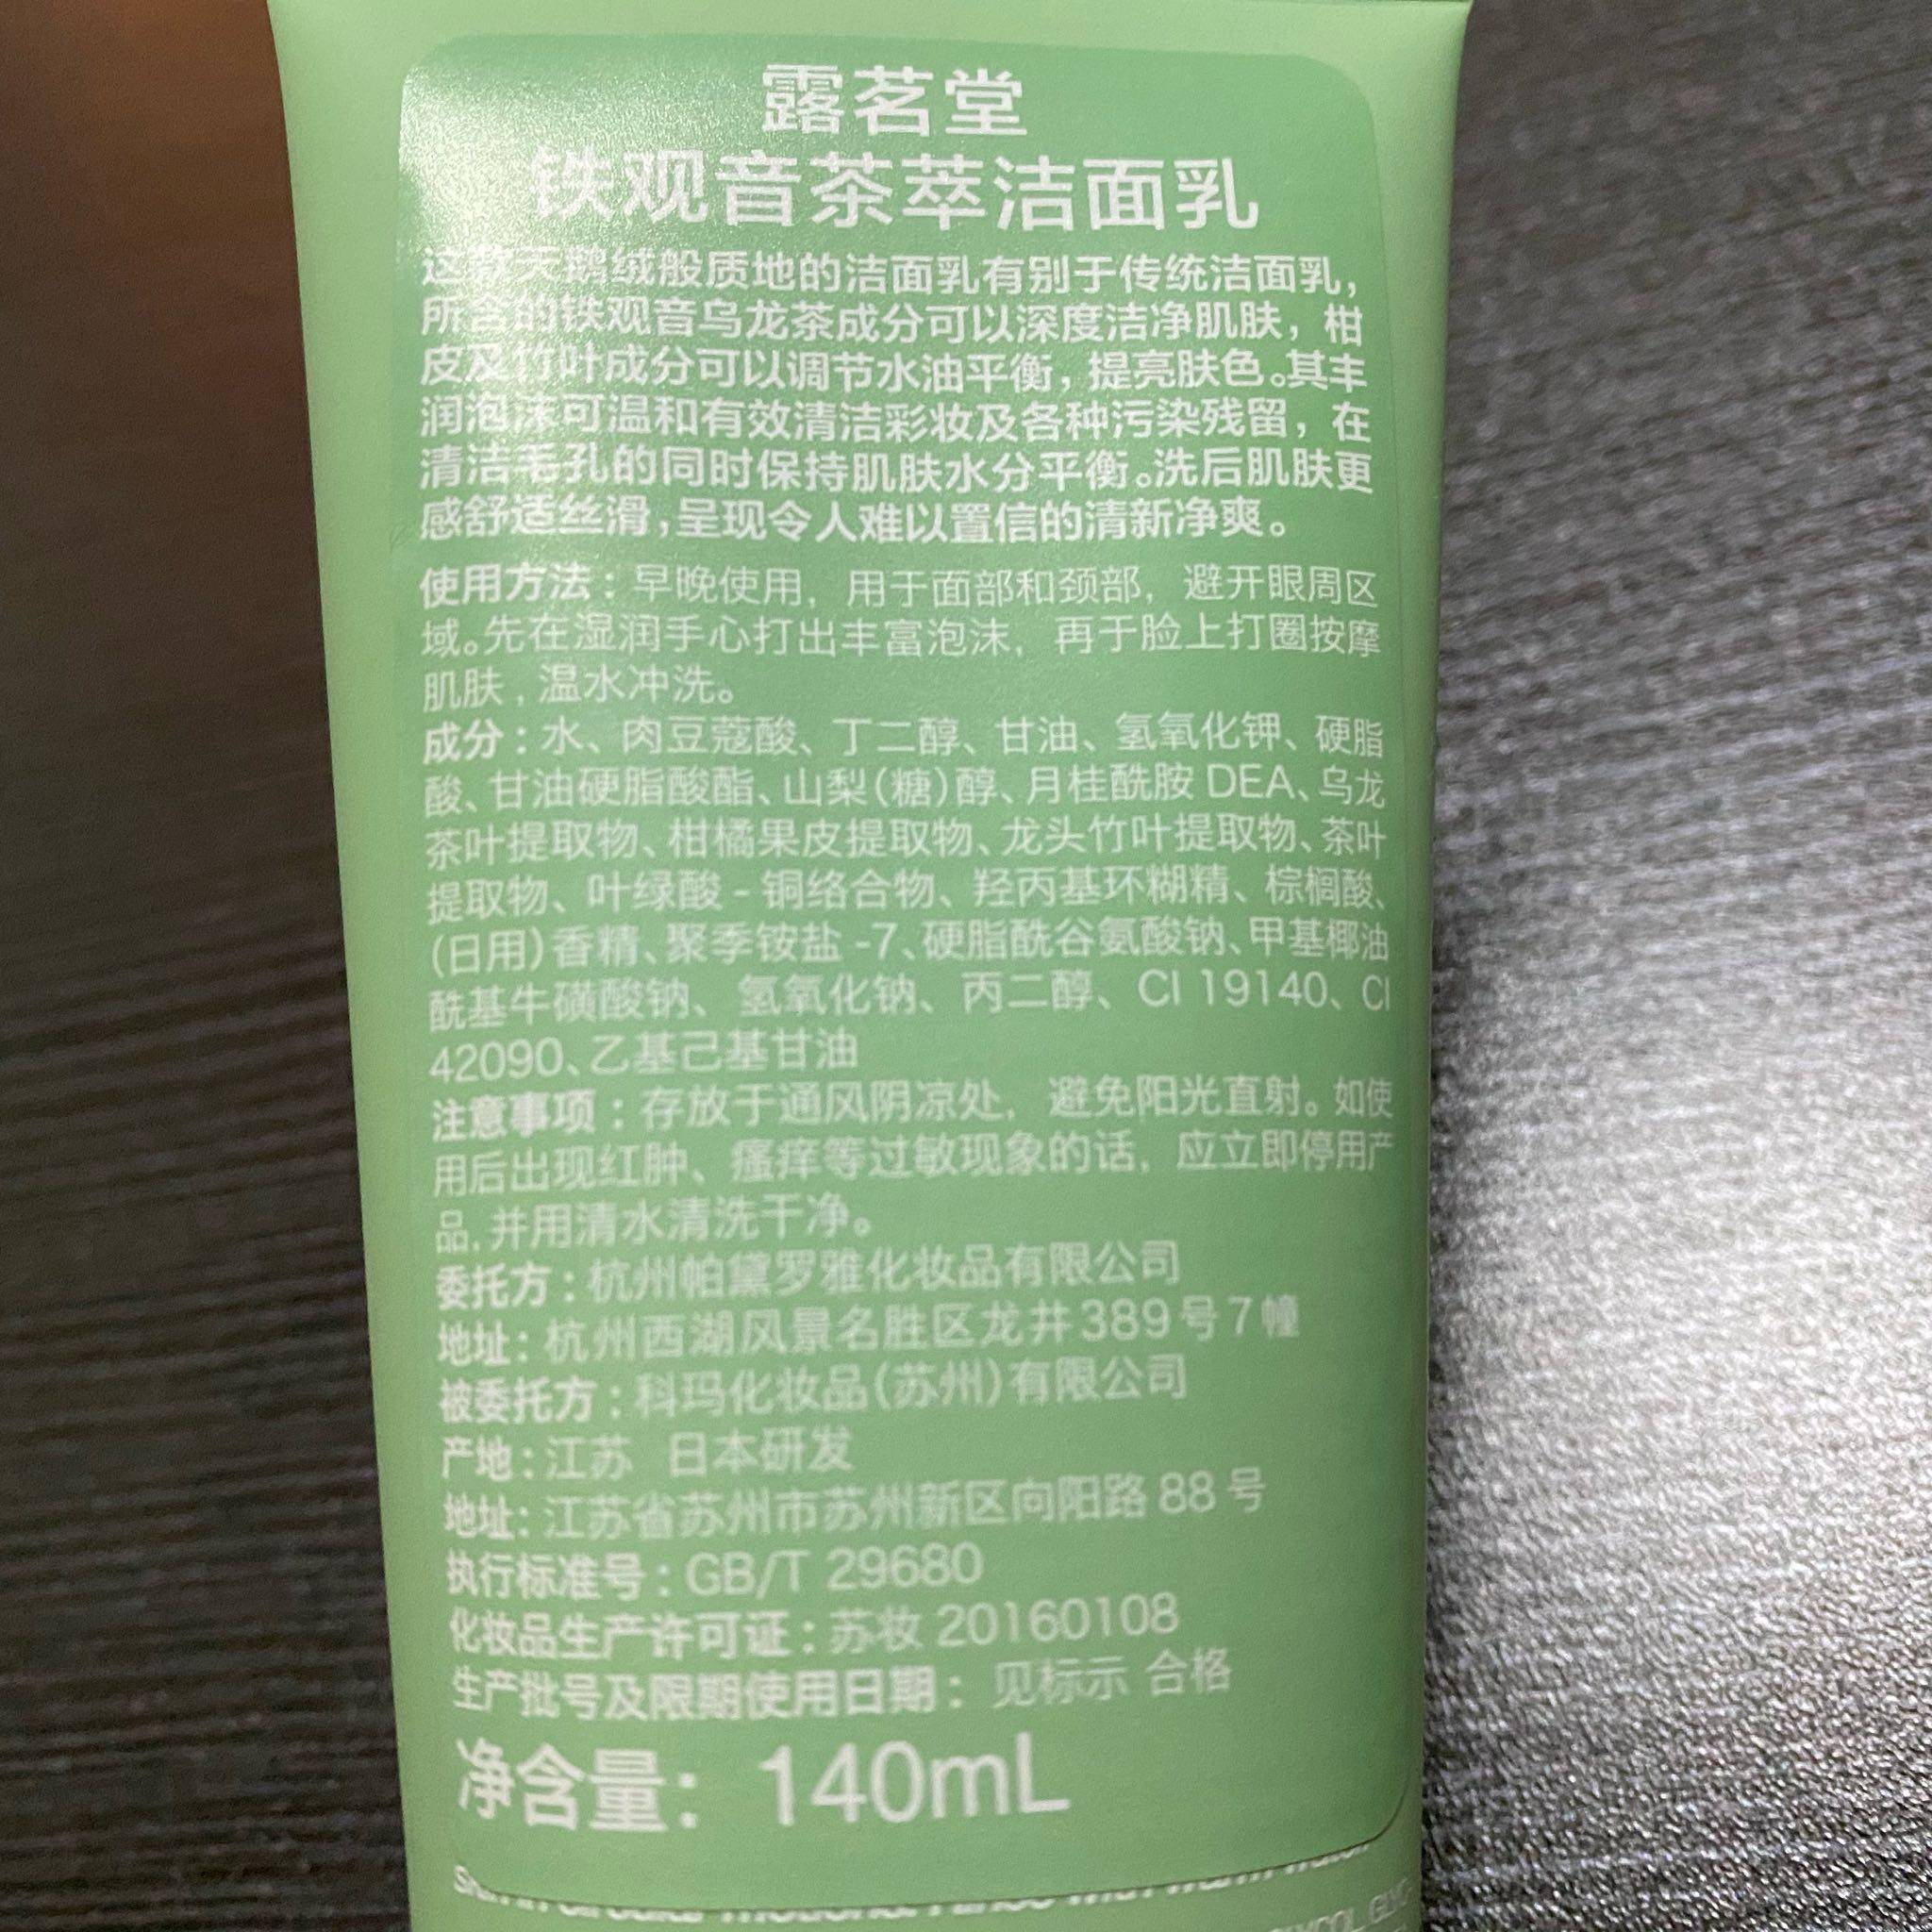 露茗堂
铁观音茶萃洁面乳
这款天鹅绒般质地的洁面乳有别于传统洁面乳，
所含的铁观音乌龙茶成分可以深度洁净肌肤，柑
皮及竹叶成分可以调节水油平衡，提亮肤色。其丰
润泡沫可温和有效清洁彩妆及各种污染残留，在
清洁毛孔的同时保持肌肤水分平衡。洗后肌肤更
感舒适丝滑，呈现令人难以置信的清新净爽。
使用方法：早晚使用，用于面部和颈部，避开眼周区
域。先在湿润手心打出丰富泡沫，再于脸上打圈按摩
肌肤，温水冲洗。
成分：水、肉豆蔻酸、丁二醇、甘油、氢氧化钾、硬脂
酸、甘油硬脂酸酯、山梨（糖）醇、月桂酰胺 DEA、乌龙
茶叶提取物、柑橘果皮提取物、龙头竹叶提取物、茶叶
提取物、叶绿酸-铜络合物、羟丙基环糊精、棕榈酸、
（日用）香精、聚季铵盐-7、硬脂酰谷氨酸钠、甲基椰油
酰基牛磺酸钠、氢氧化钠、丙二醇、CI 19140、CI
42090、乙基己基甘油
注意事项：存放于通风阴凉处，避免阳光直射。如使
用后出现红肿、瘙痒等过敏现象的话，应立即停用产
品，并用清水清洗干净。
委托方：杭州帕黛罗雅化妆品有限公司
地址：杭州西湖风景名胜区龙井389号7幢
被委托方：科玛化妆品（苏州）有限公司
产地：江苏 日本研发
地址：江苏省苏州市苏州新区向阳路 88 号
执行标准号：GB/T 29680
化妆品生产许可证：苏妆 20160108
生产批号及限期使用日期：见标示 合格
净含量：140mL